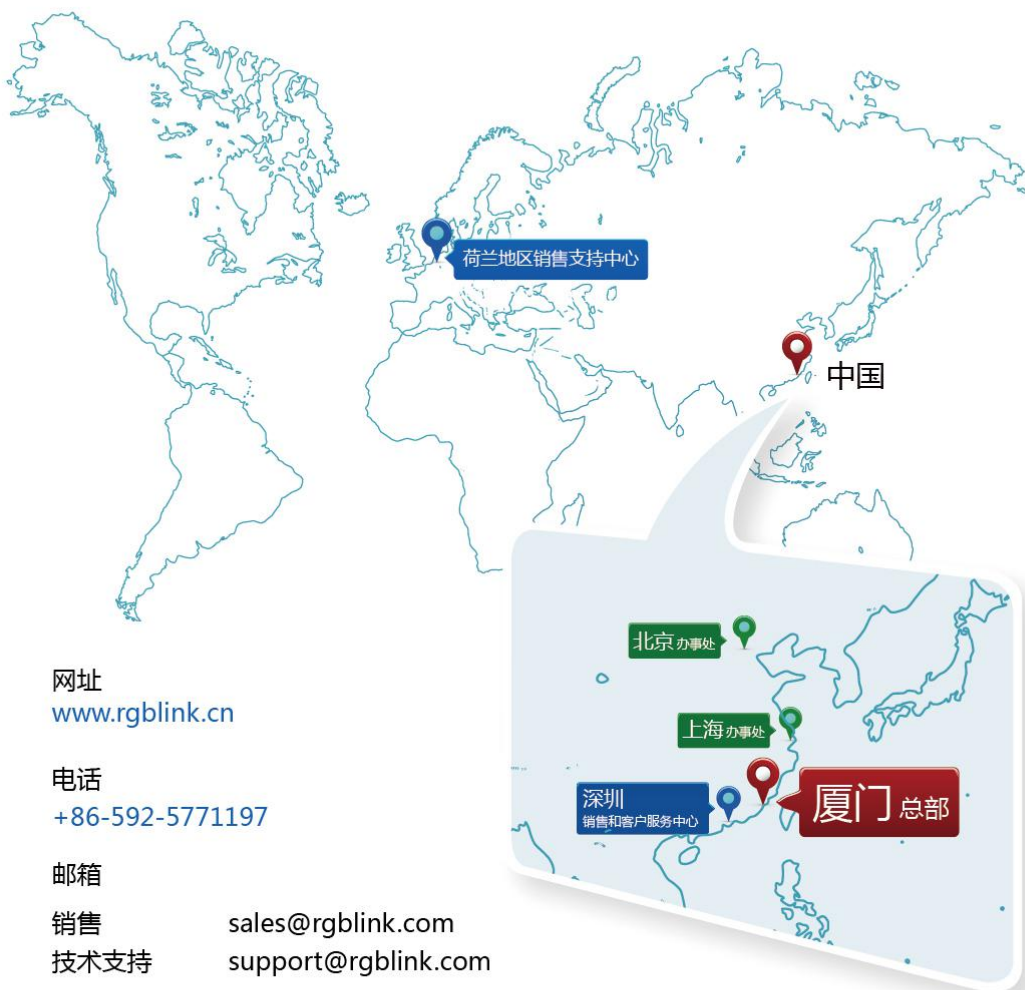 荷兰地区销售支持中心
中国
北京 办事处
上海 办事处
深圳
销售和客户服务中心
厦门 总部
网址
www.rgblink.cn
电话
+86-592-5771197
邮箱
销售 sales@rgblink.com
技术支持 support@rgblink.com